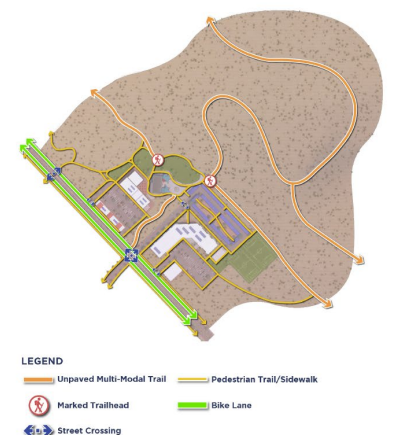 LEGEND
Unpaved Multi-Modal Trail
Pedestrian Trail/Sidewalk
Marked Trailhead
Bike Lane
Street Crossing